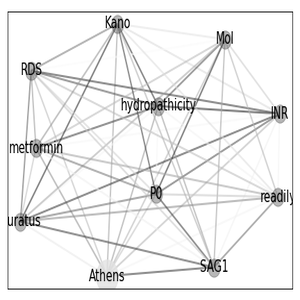 Kano
Mol
RDS
hydropathicity
INR
metformin
P0
readily
uratus
SAG1
Athens